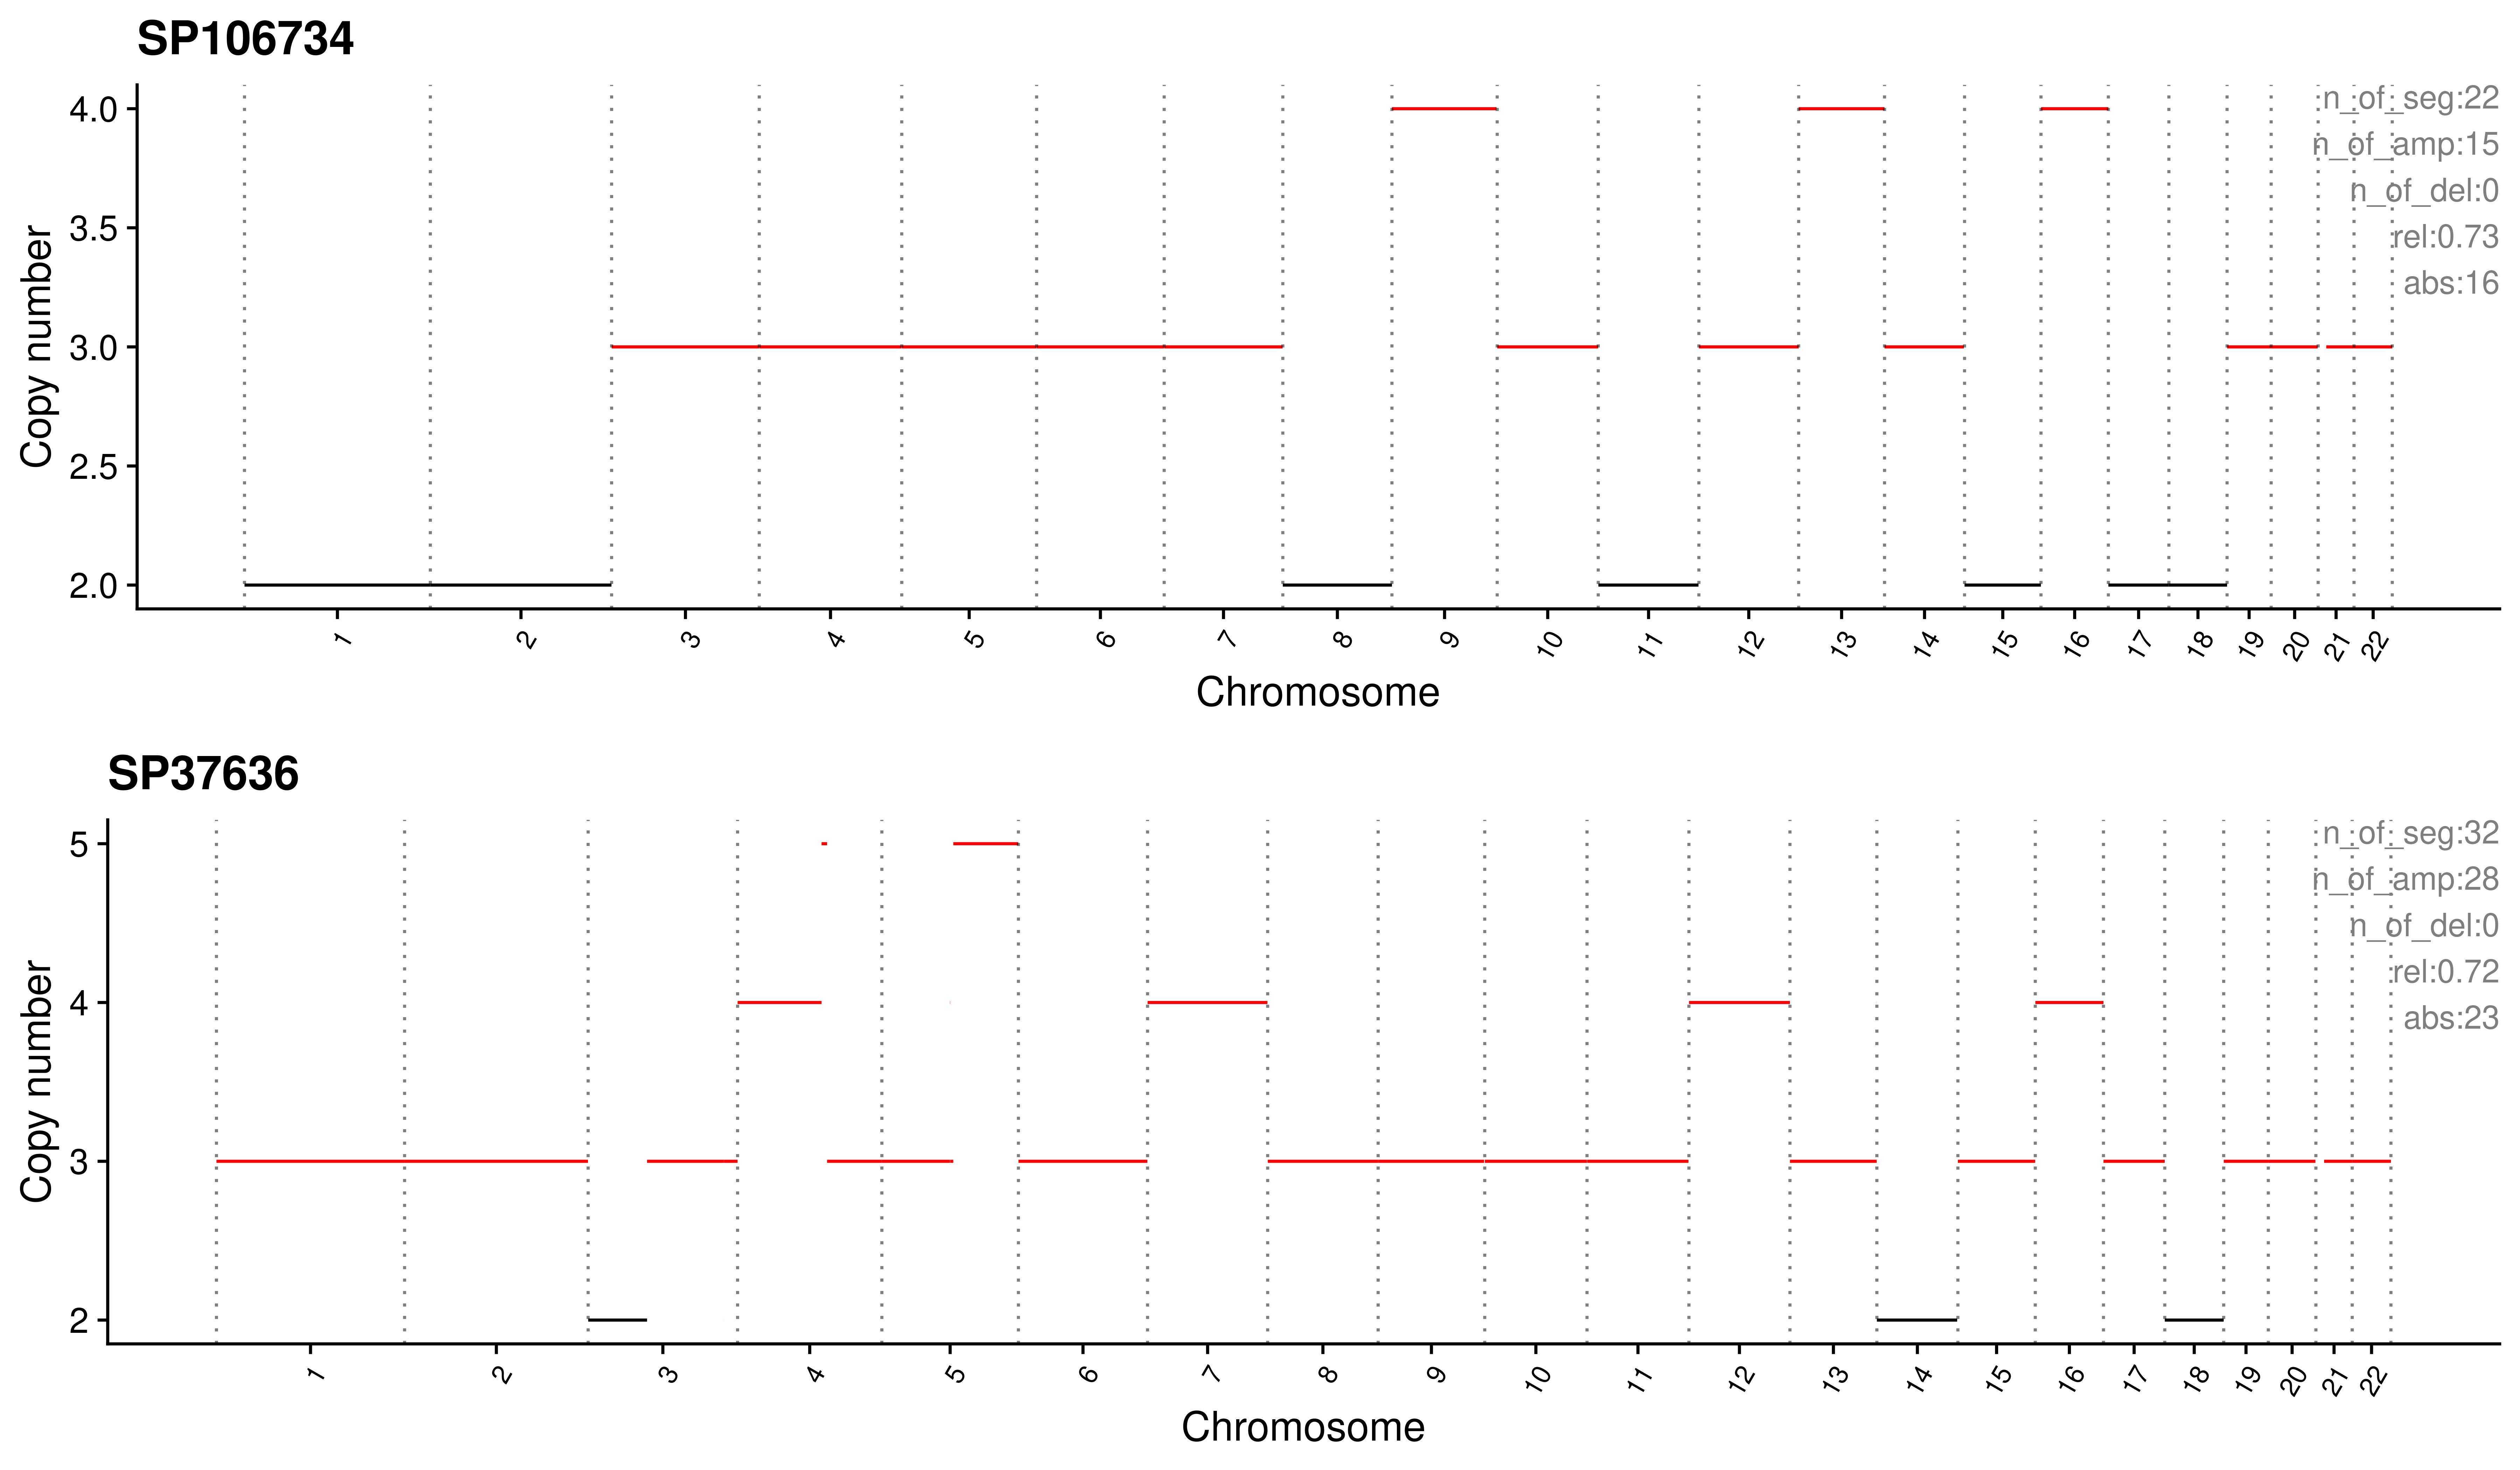 SP106734
n_of_seg:22
n_of_amp:15
n_of_del:0
rel:0.73
abs:16
Copy number
4.0
3.5
3.0
2.5
2.0
1 2 3 4 5 6 7 8 9 10 11 12 13 14 15 16 17 18 19 20 21 22
Chromosome
SP37636
n_of_seg:32
n_of_amp:28
n_of_del:0
rel:0.72
abs:23
Copy number
5
4
3
2
1 2 3 4 5 6 7 8 9 10 11 12 13 14 15 16 17 18 19 20 21 22
Chromosome